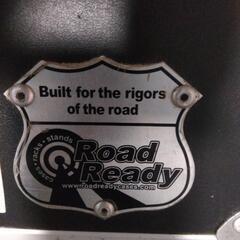 Built for the rigors
of the road
cases • racks • stands
Road
Ready
www.roadreadycases.com